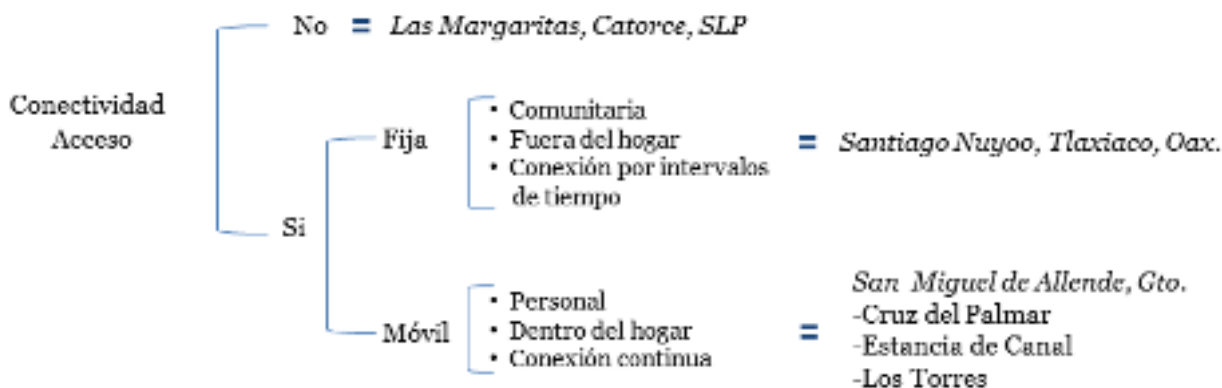 No = Las Margaritas, Catorce, SLP
Conectividad
Acceso
Fija
• Comunitaria
• Fuera del hogar
• Conexión por intervalos
de tiempo
= Santiago Nuyoo, Tlaxiaco, Oax.
Si
Móvil
• Personal
• Dentro del hogar
• Conexión continua
=
San Miguel de Allende, Gto.
-Cruz del Palmar
-Estancia de Canal
-Los Torres